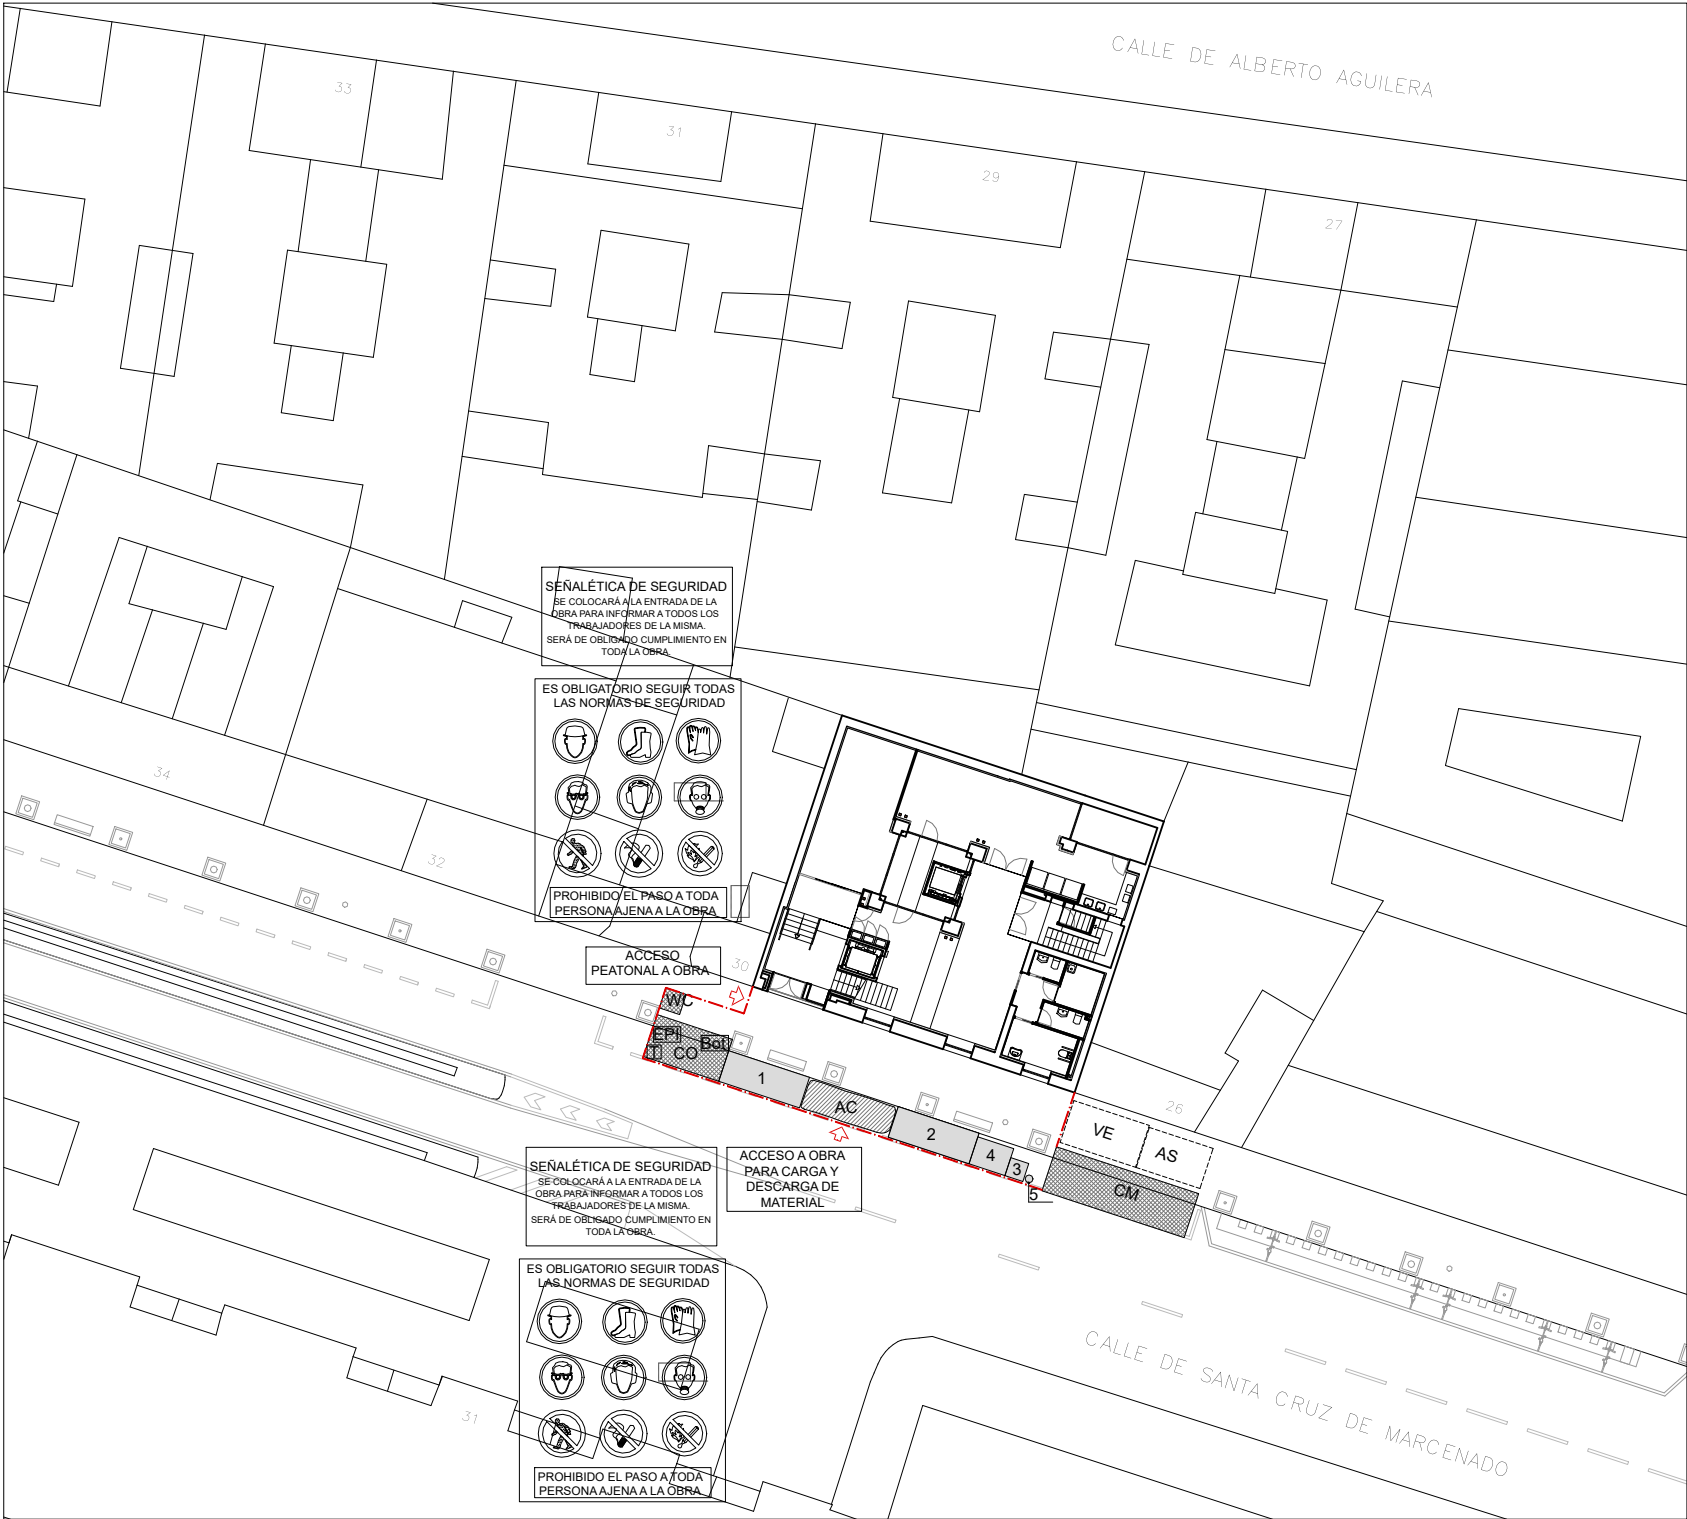 CALLE DE ALBERTO AGUILERA
33
31
29
27
SEÑALÉTICA DE SEGURIDAD
SE COLOCARÁ A LA ENTRADA DE LA
OBRA PARA INFORMAR A TODOS LOS
TRABAJADORES DE LA MISMA.
SERÁ DE OBLIGADO CUMPLIMIENTO EN
TODA LA OBRA.
ES OBLIGATORIO SEGUIR TODAS
LAS NORMAS DE SEGURIDAD
PROHIBIDO EL PASO A TODA
PERSONA AJENA A LA OBRA
34
32
30
ACCESO
PEATONAL A OBRA
WC
EPI
Bot
T
CO
1
AC
2
4
3
5
VE
AS
CM
26
ACCESO A OBRA
PARA CARGA Y
DESCARGA DE
MATERIAL
SEÑALÉTICA DE SEGURIDAD
SE COLOCARÁ A LA ENTRADA DE LA
OBRA PARA INFORMAR A TODOS LOS
TRABAJADORES DE LA MISMA.
SERÁ DE OBLIGADO CUMPLIMIENTO EN
TODA LA OBRA.
ES OBLIGATORIO SEGUIR TODAS
LAS NORMAS DE SEGURIDAD
PROHIBIDO EL PASO A TODA
PERSONA AJENA A LA OBRA
31
CALLE DE SANTA CRUZ DE MARCENADO